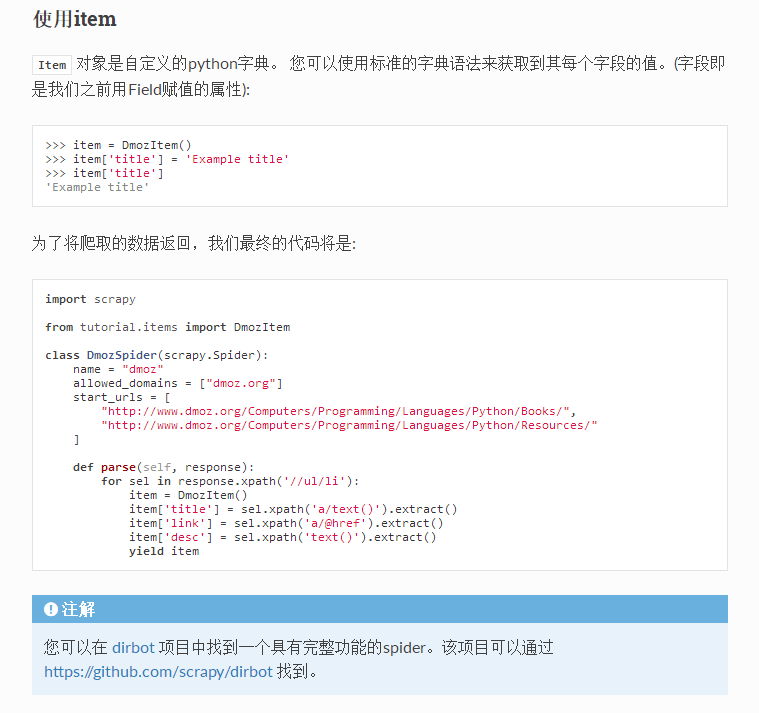 使用item
Item 对象是自定义的python字典。 您可以使用标准的字典语法来获取到其每个字段的值。(字段即
是我们之前用Field赋值的属性):
>>> item = DmozItem()
>>> item['title'] = 'Example title'
>>> item['title']
'Example title'
为了将爬取的数据返回，我们最终的代码将是:
import scrapy
from tutorial.items import DmozItem
class DmozSpider(scrapy.Spider):
    name = "dmoz"
    allowed_domains = ["dmoz.org"]
    start_urls = [
        "http://www.dmoz.org/Computers/Programming/Languages/Python/Books/",
        "http://www.dmoz.org/Computers/Programming/Languages/Python/Resources/"
    ]
    def parse(self, response):
        for sel in response.xpath('//ul/li'):
            item = DmozItem()
            item['title'] = sel.xpath('a/text()').extract()
            item['link'] = sel.xpath('a/@href').extract()
            item['desc'] = sel.xpath('text()').extract()
            yield item
注解
您可以在 dirbot 项目中找到一个具有完整功能的spider。该项目可以通过
https://github.com/scrapy/dirbot 找到。